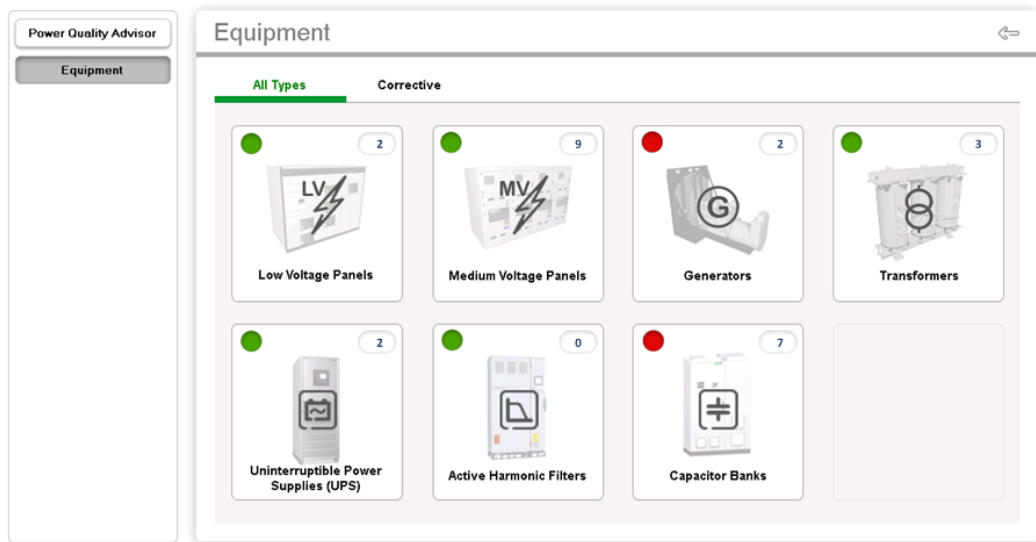 Power Quality Advisor
Equipment
Equipment
All Types
Corrective
2
LV
Low Voltage Panels
9
MV
Medium Voltage Panels
2
G
Generators
3
Transformers
2
Uninterruptible Power
Supplies (UPS)
0
Active Harmonic Filters
7
Capacitor Banks